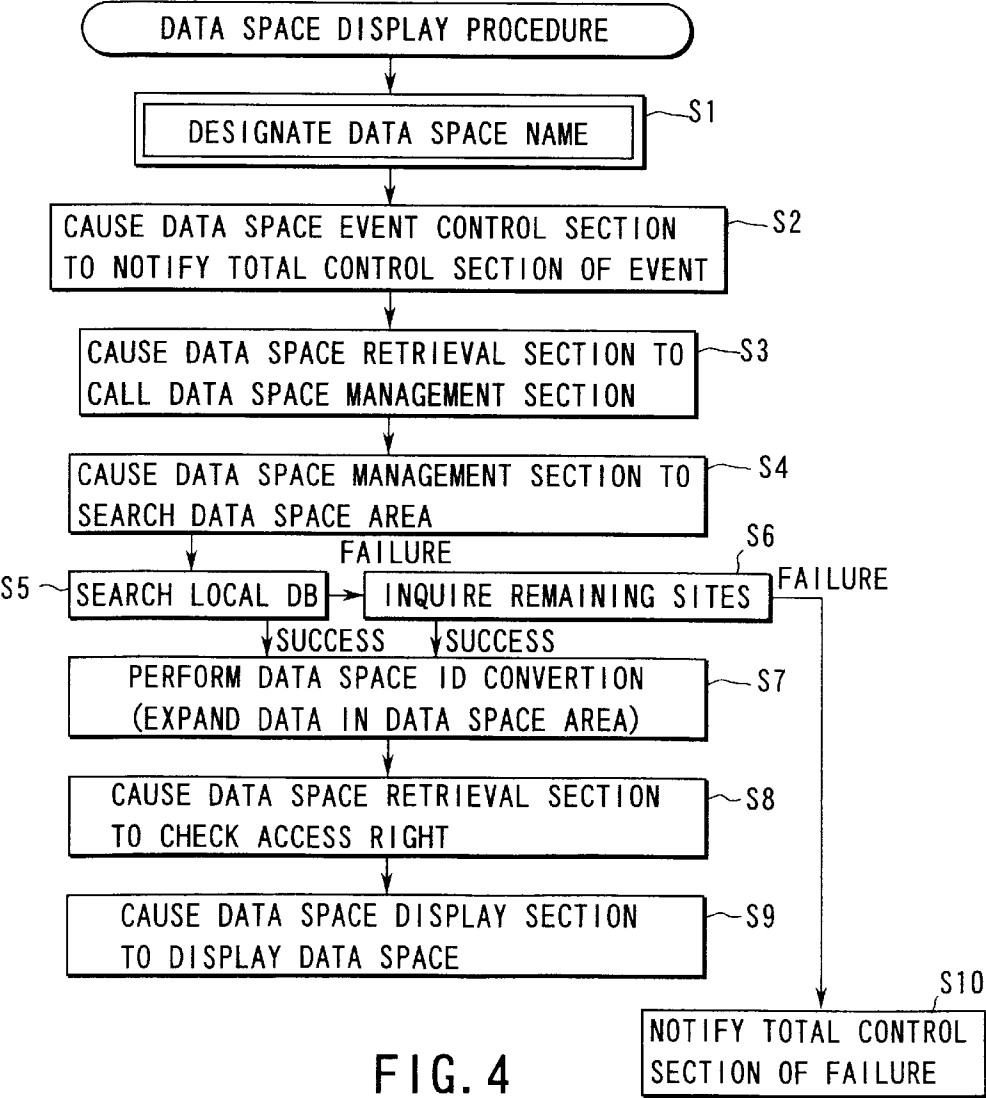 DATA SPACE DISPLAY PROCEDURE
DESIGNATE DATA SPACE NAME
S1
CAUSE DATA SPACE EVENT CONTROL SECTION
TO NOTIFY TOTAL CONTROL SECTION OF EVENT
S2
CAUSE DATA SPACE RETRIEVAL SECTION TO
CALL DATA SPACE MANAGEMENT SECTION
S3
CAUSE DATA SPACE MANAGEMENT SECTION TO
SEARCH DATA SPACE AREA
S4
S5
SEARCH LOCAL DB
FAILURE
INQUIRE REMAINING SITES
S6
FAILURE
SUCCESS
SUCCESS
PERFORM DATA SPACE ID CONVERTION
(EXPAND DATA IN DATA SPACE AREA)
S7
CAUSE DATA SPACE RETRIEVAL SECTION
TO CHECK ACCESS RIGHT
S8
CAUSE DATA SPACE DISPLAY SECTION
TO DISPLAY DATA SPACE
S9
S10
NOTIFY TOTAL CONTROL
SECTION OF FAILURE
FIG. 4